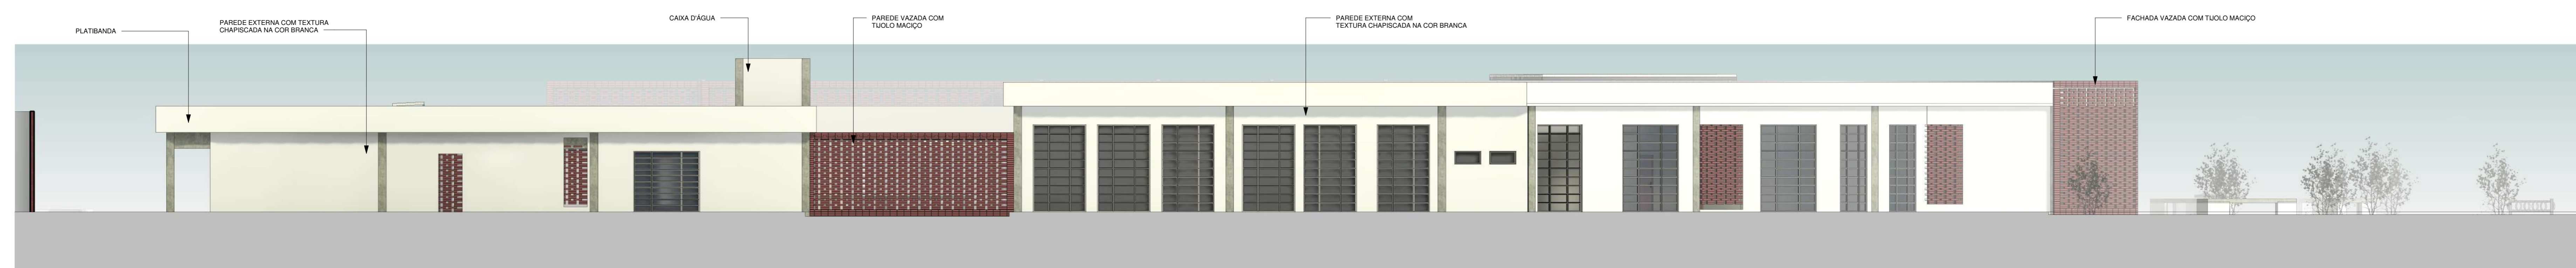 PLATIBANDA
PAREDE EXTERNA COM TEXTURA
CHAPISCADA NA COR BRANCA
CAIXA D'ÁGUA
PAREDE VAZADA COM
TIJOLO MACIÇO
PAREDE EXTERNA COM
TEXTURA CHAPISCADA NA COR BRANCA
FACHADA VAZADA COM TIJOLO MACIÇO